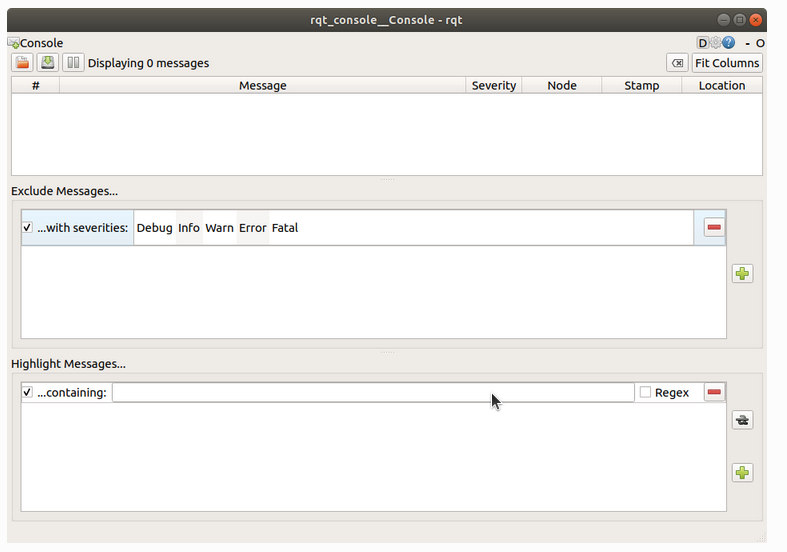 rqt_console__Console - rqt
Console D ? - O
Displaying 0 messages Fit Columns
# Message Severity Node Stamp Location
Exclude Messages...
...with severities: Debug Info Warn Error Fatal
Highlight Messages...
...containing: Regex